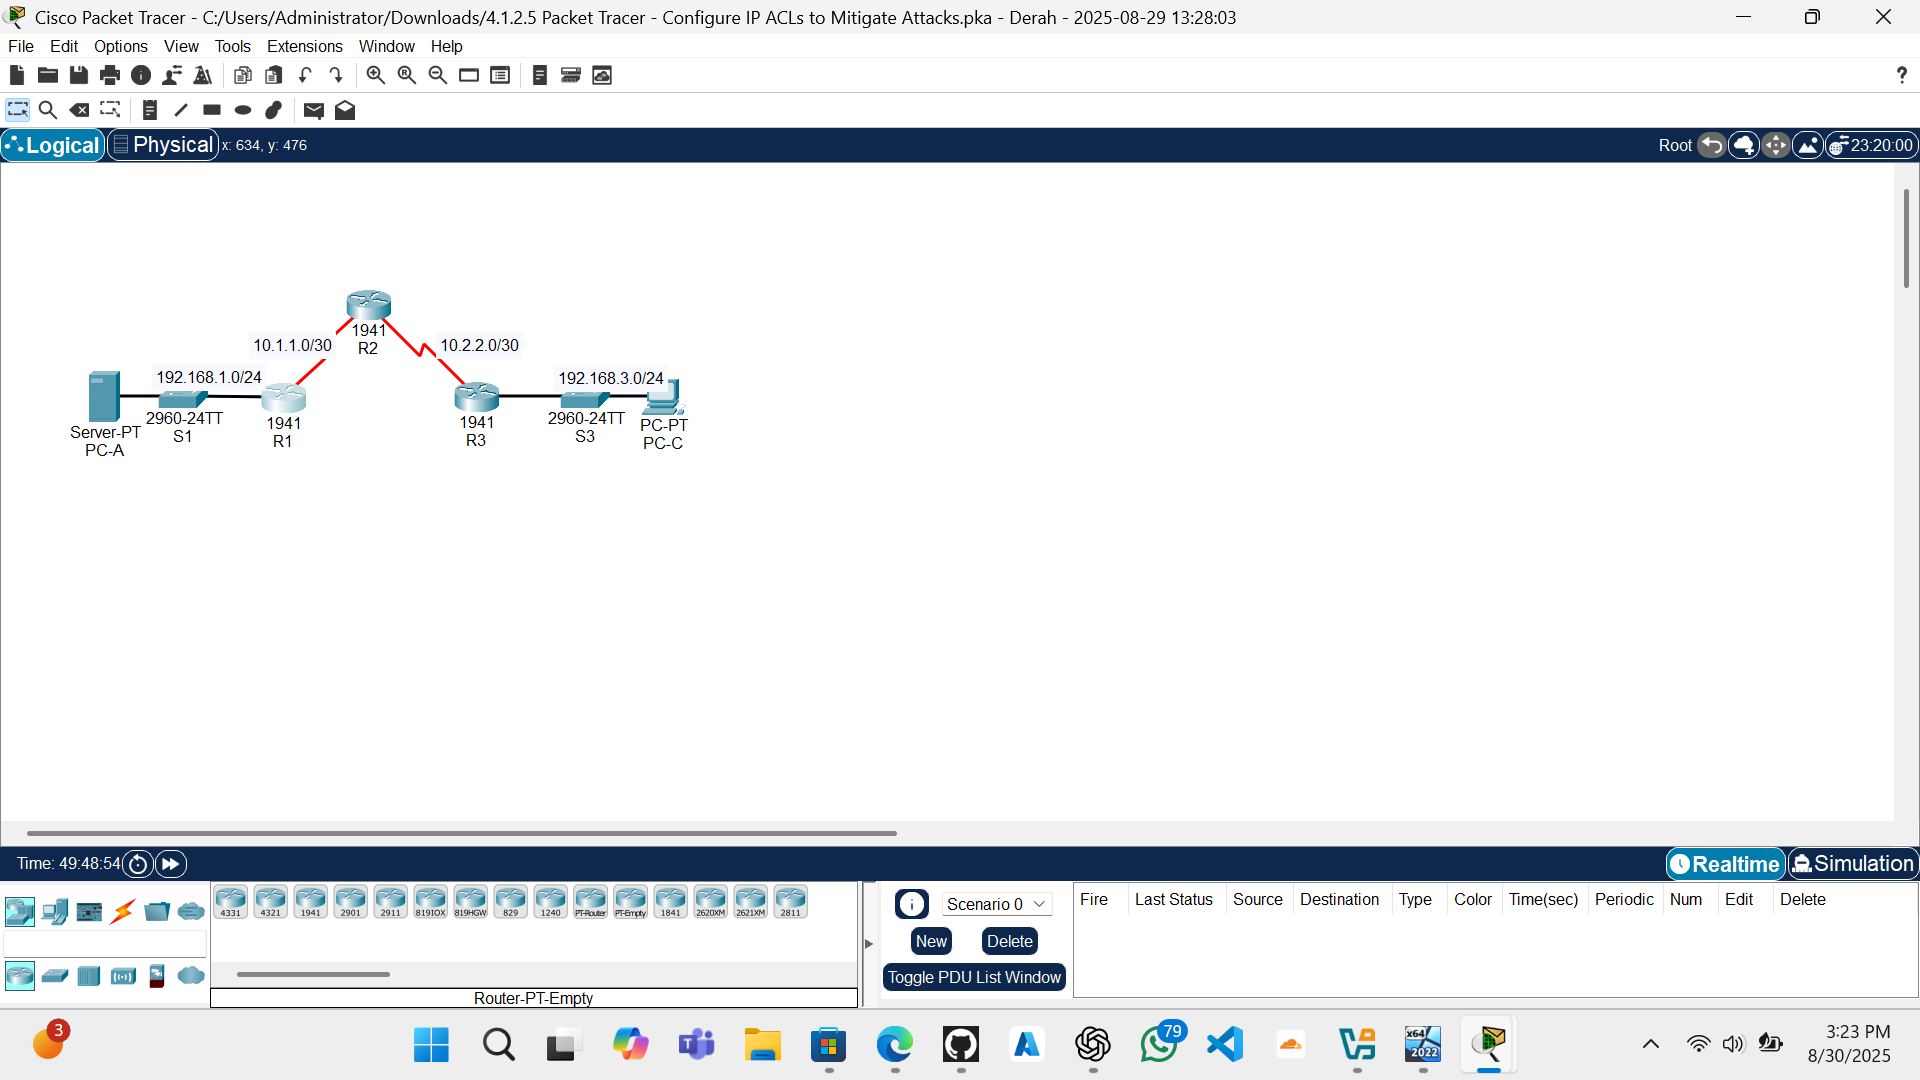 Cisco Packet Tracer - C:/Users/Administrator/Downloads/4.1.2.5 Packet Tracer - Configure IP ACLs to Mitigate Attacks.pka - Derah - 2025-08-29 13:28:03
File Edit Options View Tools Extensions Window Help
?
Logical Physical x: 634, y: 476 Root 23:20:00
1941
R2
10.1.1.0/30 10.2.2.0/30
192.168.1.0/24 192.168.3.0/24
2960-24TT
S1
1941
R1
1941
R3
2960-24TT
S3
Server-PT
PC-A
PC-PT
PC-C
Time: 49:48:54 Realtime Simulation
4331 4321 1941 2901 2911 819IOX 819HGW 829 1240 PT-Router PT-Empty 1841 2620XM 2621XM 2811
Router-PT-Empty
Scenario 0
New Delete
Toggle PDU List Window
Fire Last Status Source Destination Type Color Time(sec) Periodic Num Edit Delete
3
79
x64
2022
3:23 PM
8/30/2025